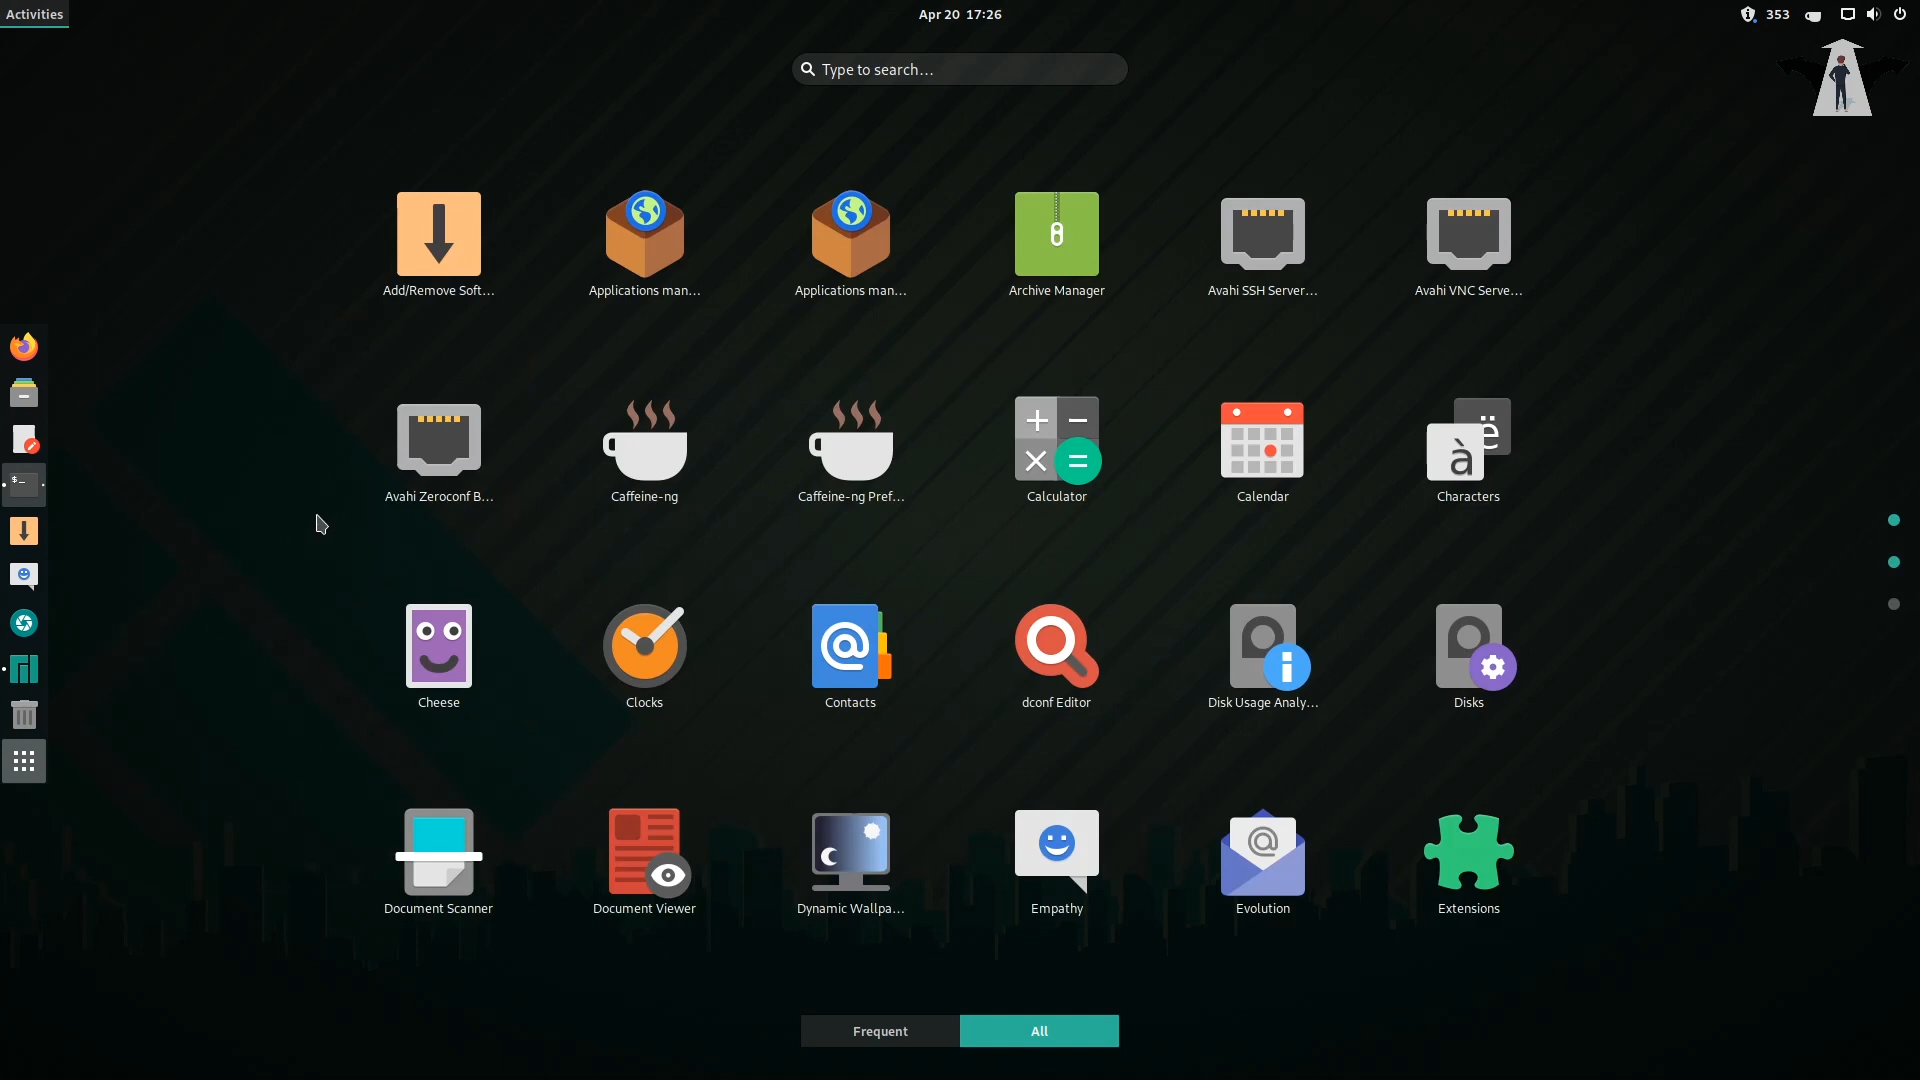 Activities
Apr 20 17:26
353
Type to search...
Add/Remove Soft...
Applications man...
Applications man...
Archive Manager
Avahi SSH Server...
Avahi VNC Serve...
$_
Avahi Zeroconf B...
Caffeine-ng
Caffeine-ng Pref...
Calculator
Calendar
à ë
Characters
Cheese
Clocks
@
Contacts
dconf Editor
Disk Usage Analy...
Disks
Document Scanner
Document Viewer
Dynamic Wallpa...
Empathy
@
Evolution
Extensions
Frequent
All